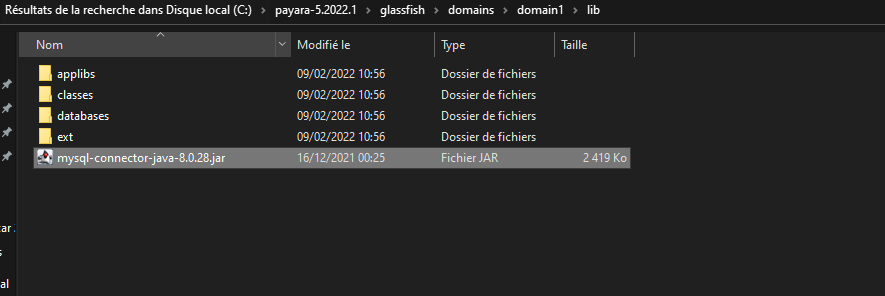 Résultats de la recherche dans Disque local (C:) > payara-5.2022.1 > glassfish > domains > domain1 > lib
Nom Modifié le Type Taille
applibs 09/02/2022 10:56 Dossier de fichiers
classes 09/02/2022 10:56 Dossier de fichiers
databases 09/02/2022 10:56 Dossier de fichiers
ext 09/02/2022 10:56 Dossier de fichiers
mysql-connector-java-8.0.28.jar 16/12/2021 00:25 Fichier JAR 2 419 Ko
car
s
al